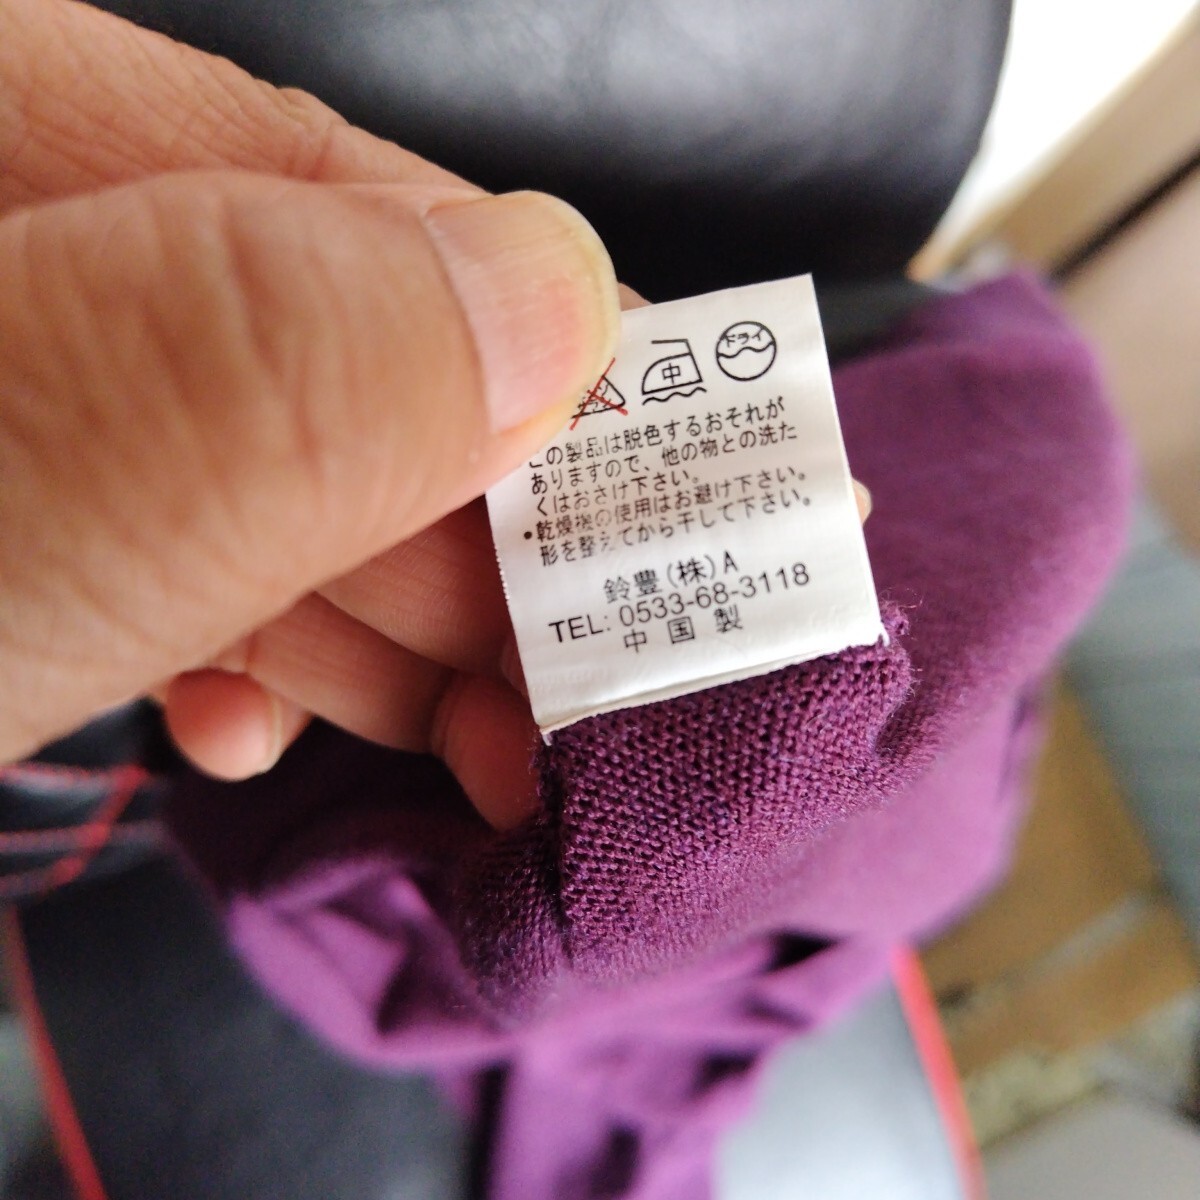 中 ドライ
この製品は脱色するおそれが
ありますので、他の物との洗た
くはおさけ下さい。
•乾燥機の使用はお避け下さい。
形を整えてから干して下さい。
鈴豊(株)A
TEL: 0533-68-3118
中国製